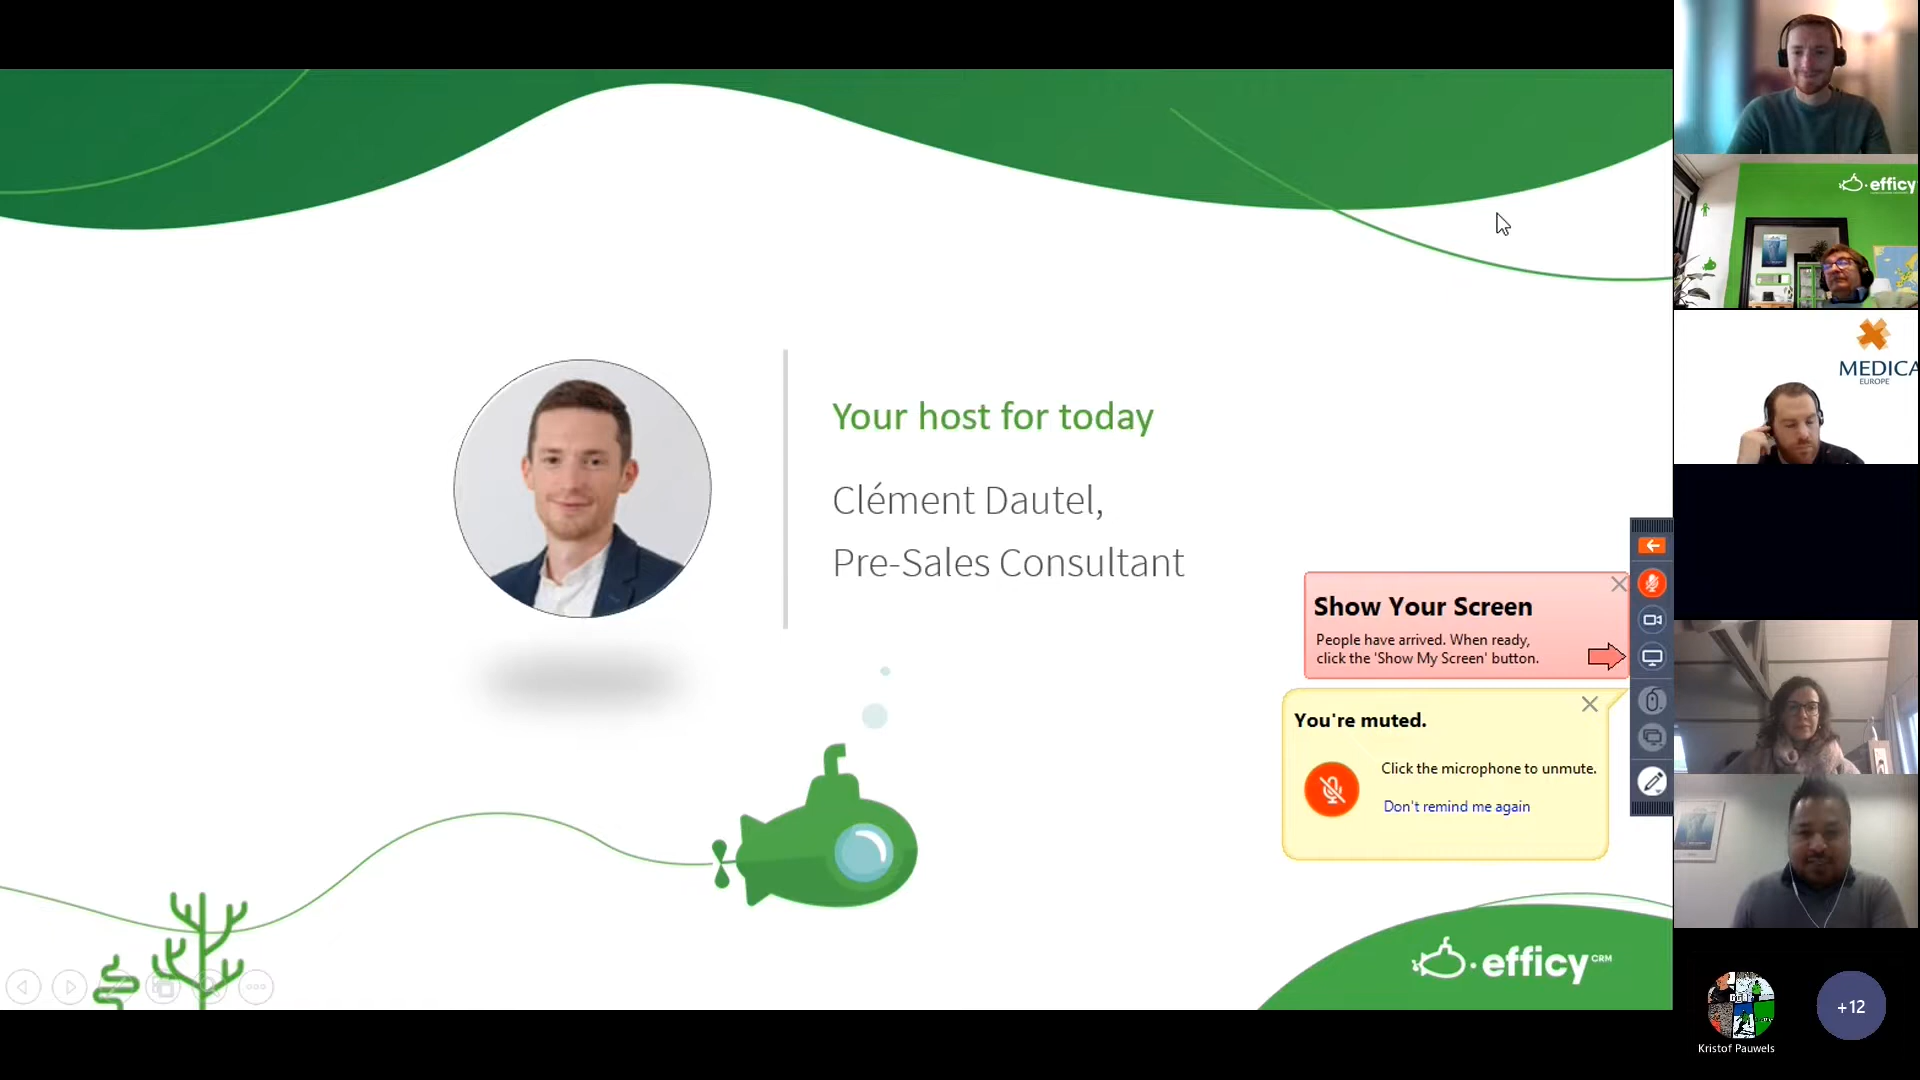 Your host for today
Clément Dautel,
Pre-Sales Consultant
Show Your Screen
People have arrived. When ready,
click the 'Show My Screen' button.
You're muted.
Click the microphone to unmute.
Don't remind me again
efficy CRM
efficy
MEDICA
EUROPE
+12
Kristof Pauwels